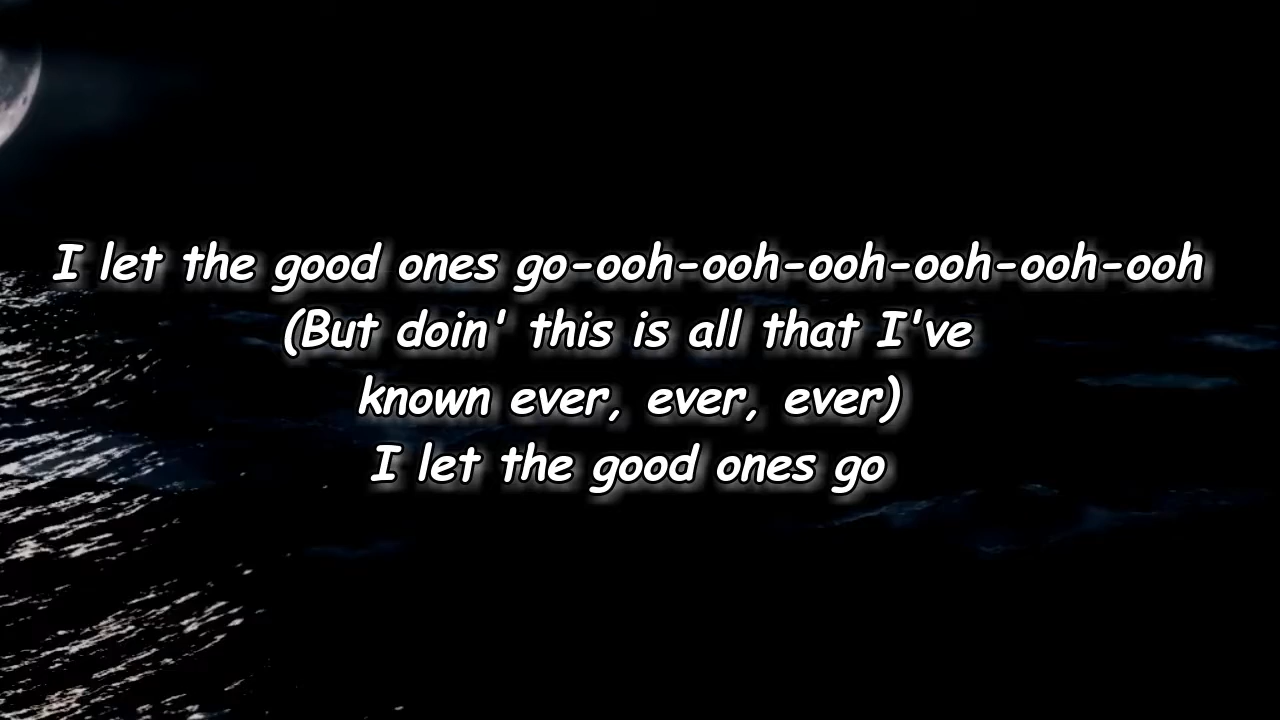 I let the good ones go-ooh-ooh-ooh-ooh-ooh-ooh
(But doin' this is all that I've
known ever, ever, ever)
I let the good ones go